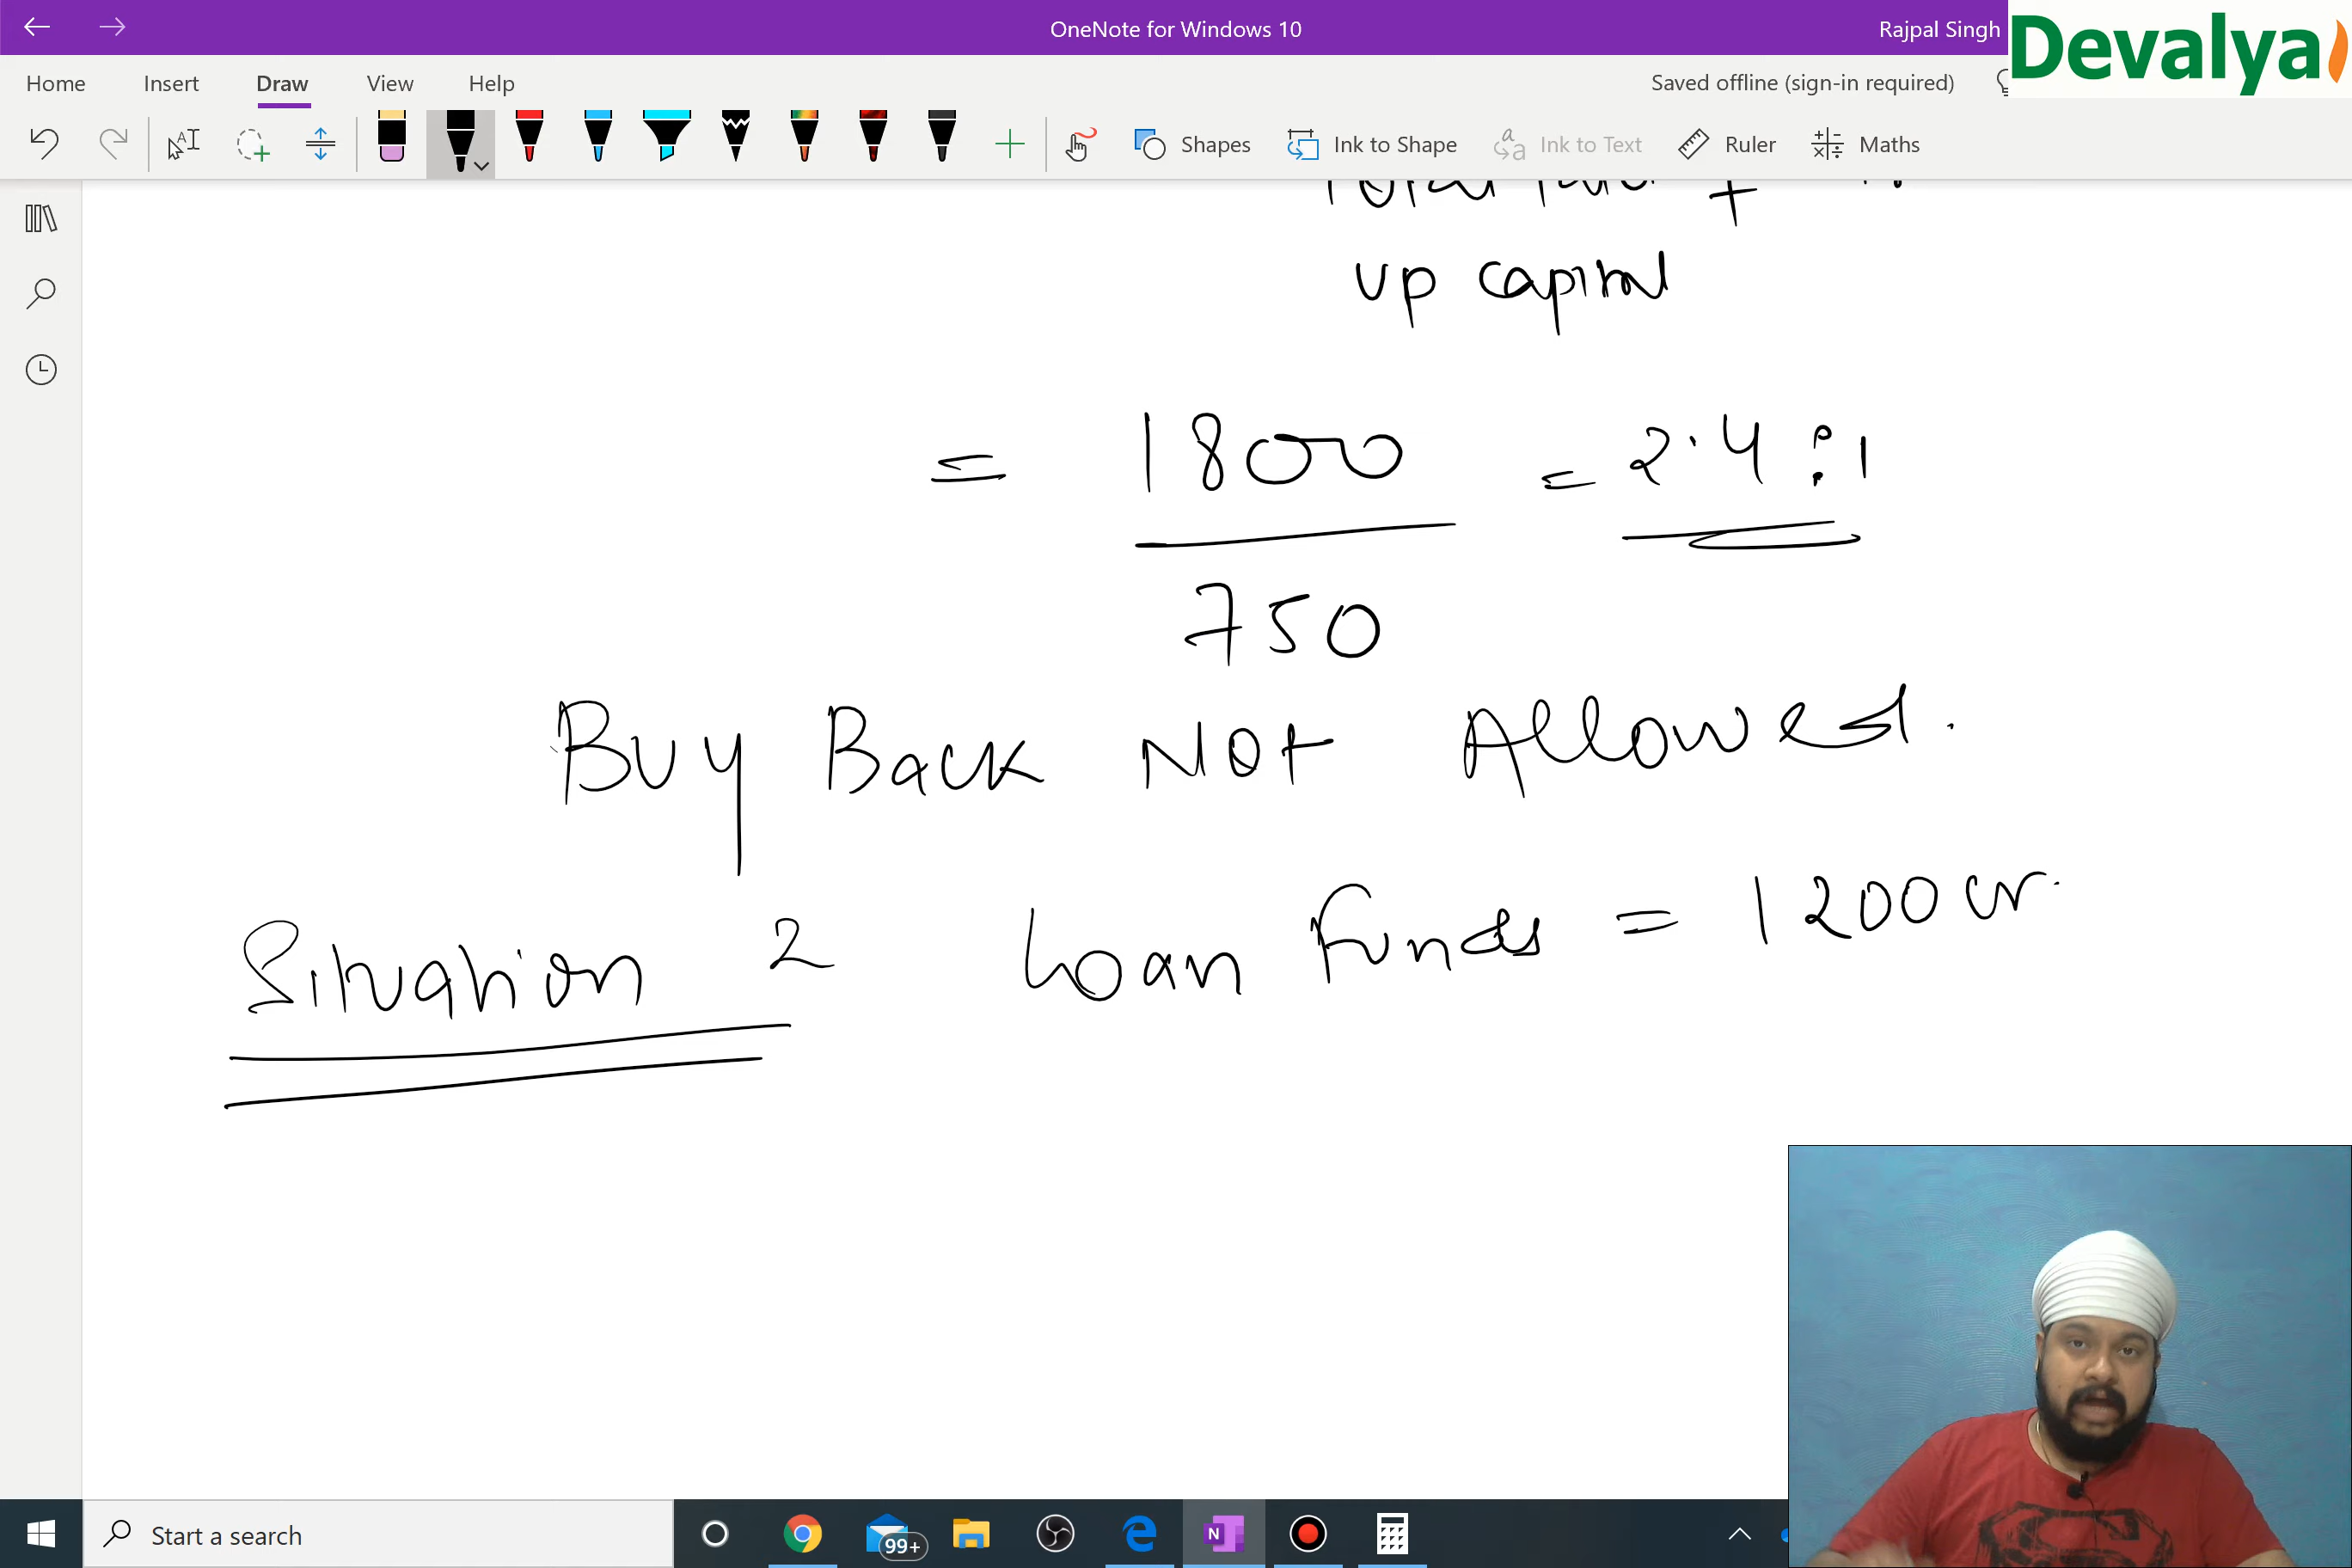 OneNote for Windows 10
Rajpal Singh
Devalya
Home Insert Draw View Help
Saved offline (sign-in required)
Shapes Ink to Shape Ink to Text Ruler Maths
Total +
up capital
= 1800 = 2.4 : 1
750
Buy Back Not Allowed.
Situation 2 Loan Funds = 1200 cr.
Start a search
99+
N